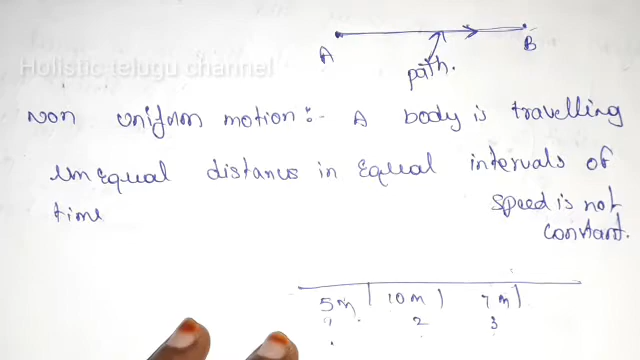 A B
path.
Holistic telugu channel
Non uniform motion:- A body is travelling
unequal distance in Equal intervals of
time speed is not
constant.
5m 10m 7m
1 2 3